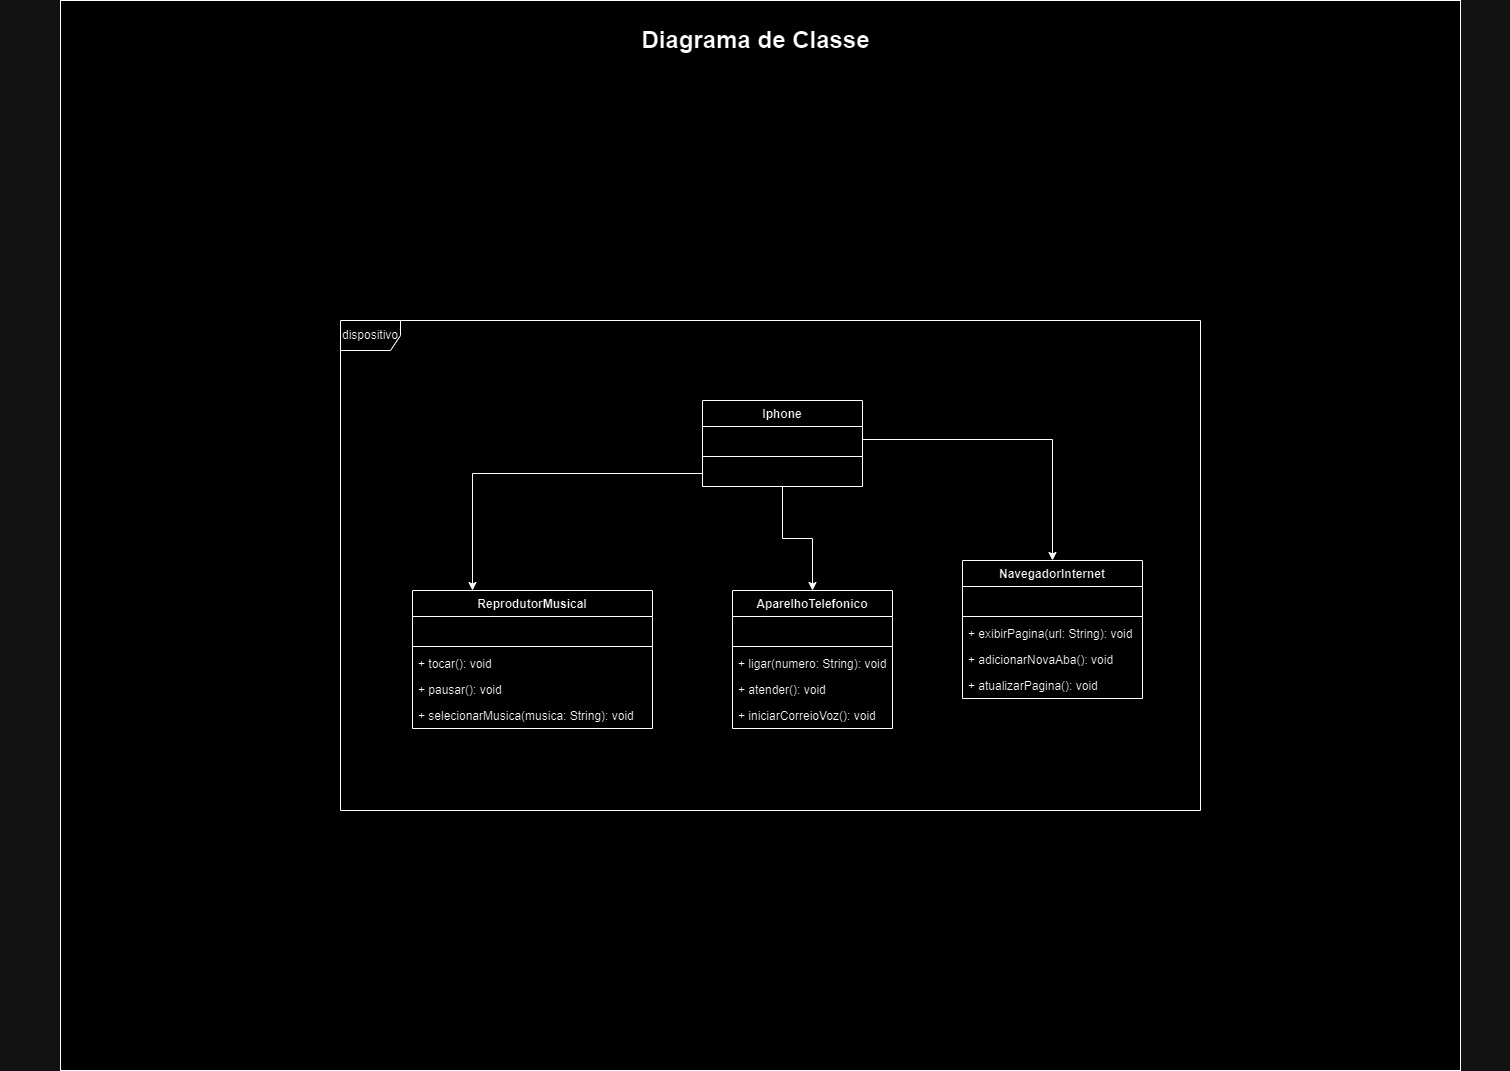 Diagrama de Classe
dispositivo
Iphone
ReprodutorMusical
+ tocar(): void
+ pausar(): void
+ selecionarMusica(musica: String): void
AparelhoTelefonico
+ ligar(numero: String): void
+ atender(): void
+ iniciarCorreioVoz(): void
NavegadorInternet
+ exibirPagina(url: String): void
+ adicionarNovaAba(): void
+ atualizarPagina(): void